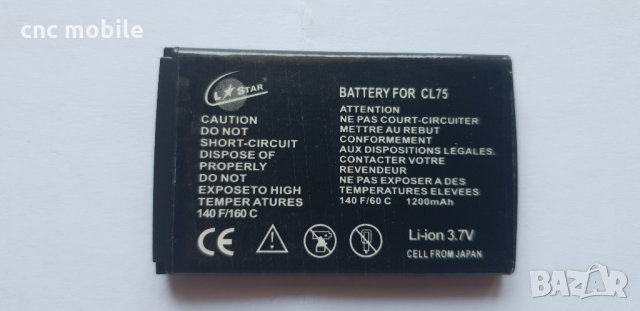 cnc mobile
L★STAR
CAUTION
DO NOT
SHORT-CIRCUIT
DISPOSE OF
PROPERLY
DO NOT
EXPOSETO HIGH
TEMPER ATURES
140 F/160 C
BATTERY FOR CL75
ATTENTION
NE PAS COURT-CIRCUITER
METTRE AU REBUT
CONFORMEMENT
AUX DISPOSITIONS LEGALES.
CONTACTER VOTRE
REVENDEUR
NE PAS EXPOSER A DES
TEMPERATURES ELEVEES
140 F/60 C 1200mAh
CE
Li-ion 3.7V
CELL FROM JAPAN
BAZAR